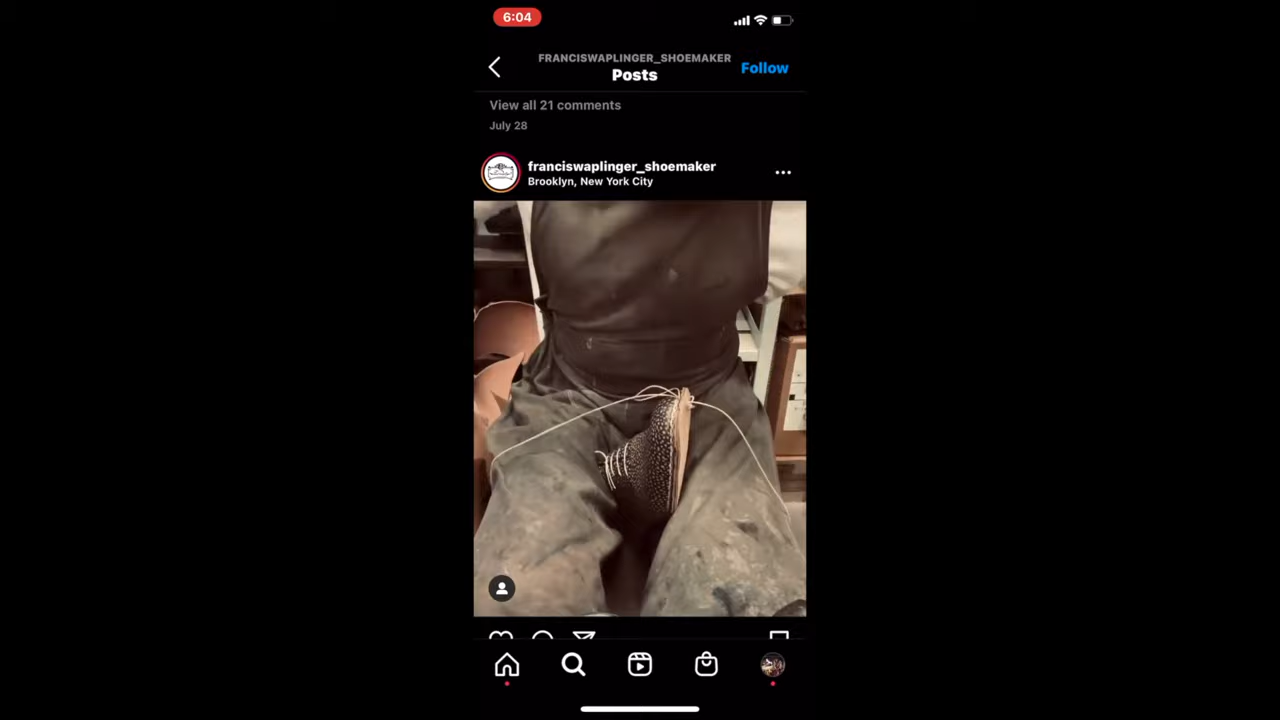 6:04
FRANCISWAPLINGER_SHOEMAKER
Posts
Follow
View all 21 comments
July 28
franciswaplinger_shoemaker
Brooklyn, New York City